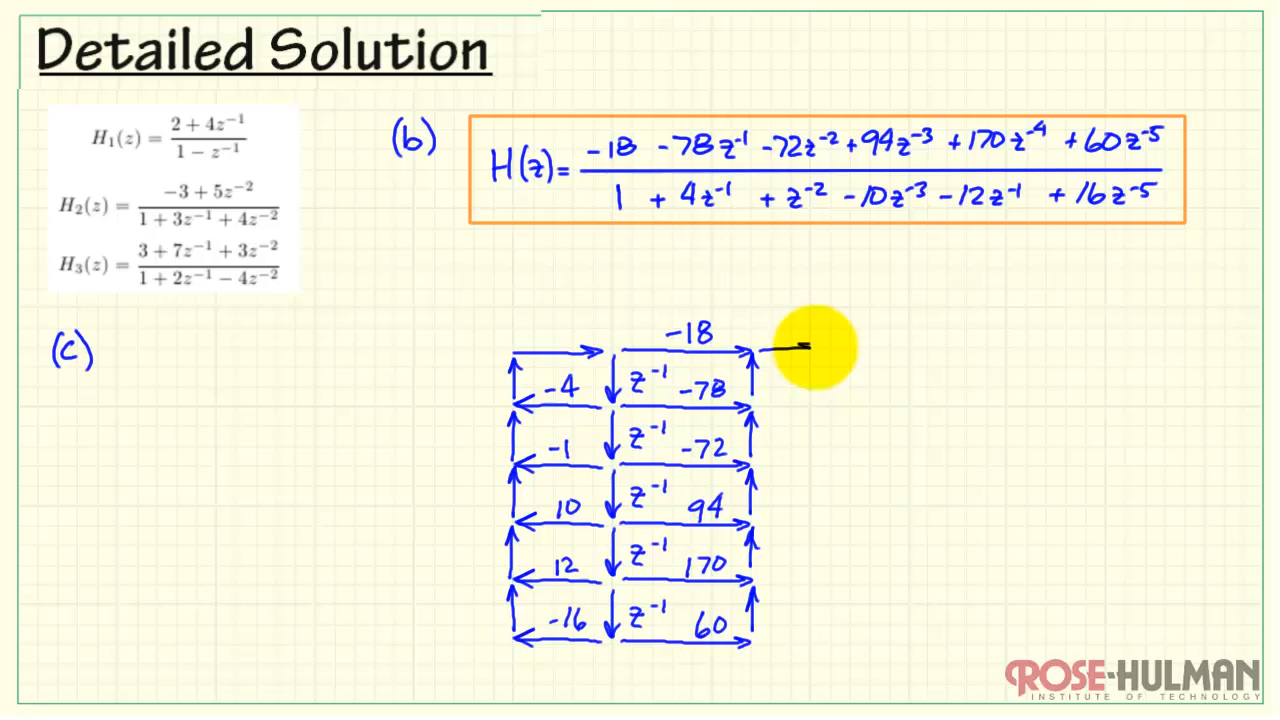 Detailed Solution
H₁(z) = (2 + 4z⁻¹) / (1 − z⁻¹)
H₂(z) = (−3 + 5z⁻²) / (1 + 3z⁻¹ + 4z⁻²)
H₃(z) = (3 + 7z⁻¹ + 3z⁻²) / (1 + 2z⁻¹ − 4z⁻²)
(b)
H(z) = (−18 −78z⁻¹ −72z⁻² +94z⁻³ +170z⁻⁴ +60z⁻⁵) / (1 + 4z⁻¹ + z⁻² −10z⁻³ −12z⁻¹ + 16z⁻⁵)
(c)
−18
−4 z⁻¹ −78
−1 z⁻¹ −72
10 z⁻¹ 94
12 z⁻¹ 170
−16 z⁻¹ 60
ROSE-HULMAN
INSTITUTE OF TECHNOLOGY